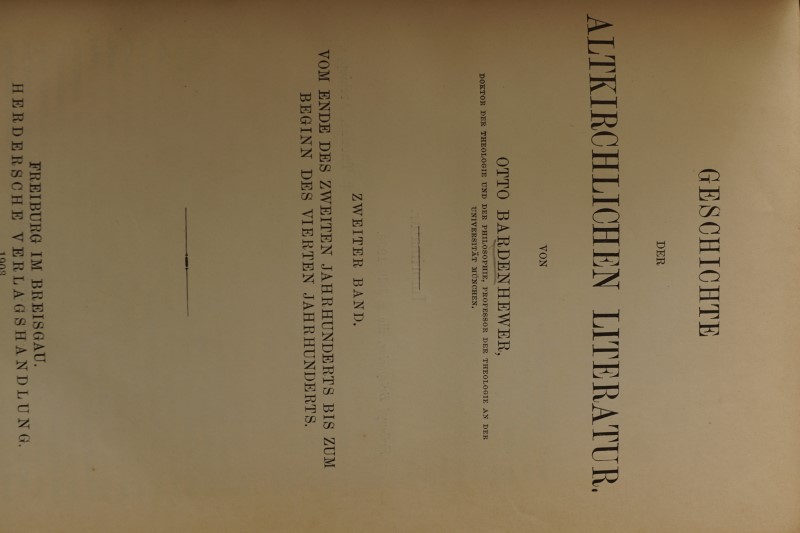 GESCHICHTE
DER
ALTKIRCHLICHEN LITERATUR.
VON
OTTO BARDENHEWER,
DOKTOR DER THEOLOGIE UND DER PHILOSOPHIE, PROFESSOR DER THEOLOGIE AN DER
UNIVERSITÄT MÜNCHEN.
ZWEITER BAND.
VOM ENDE DES ZWEITEN JAHRHUNDERTS BIS ZUM
BEGINN DES VIERTEN JAHRHUNDERTS.
FREIBURG IM BREISGAU.
HERDERSCHE VERLAGSHANDLUNG.